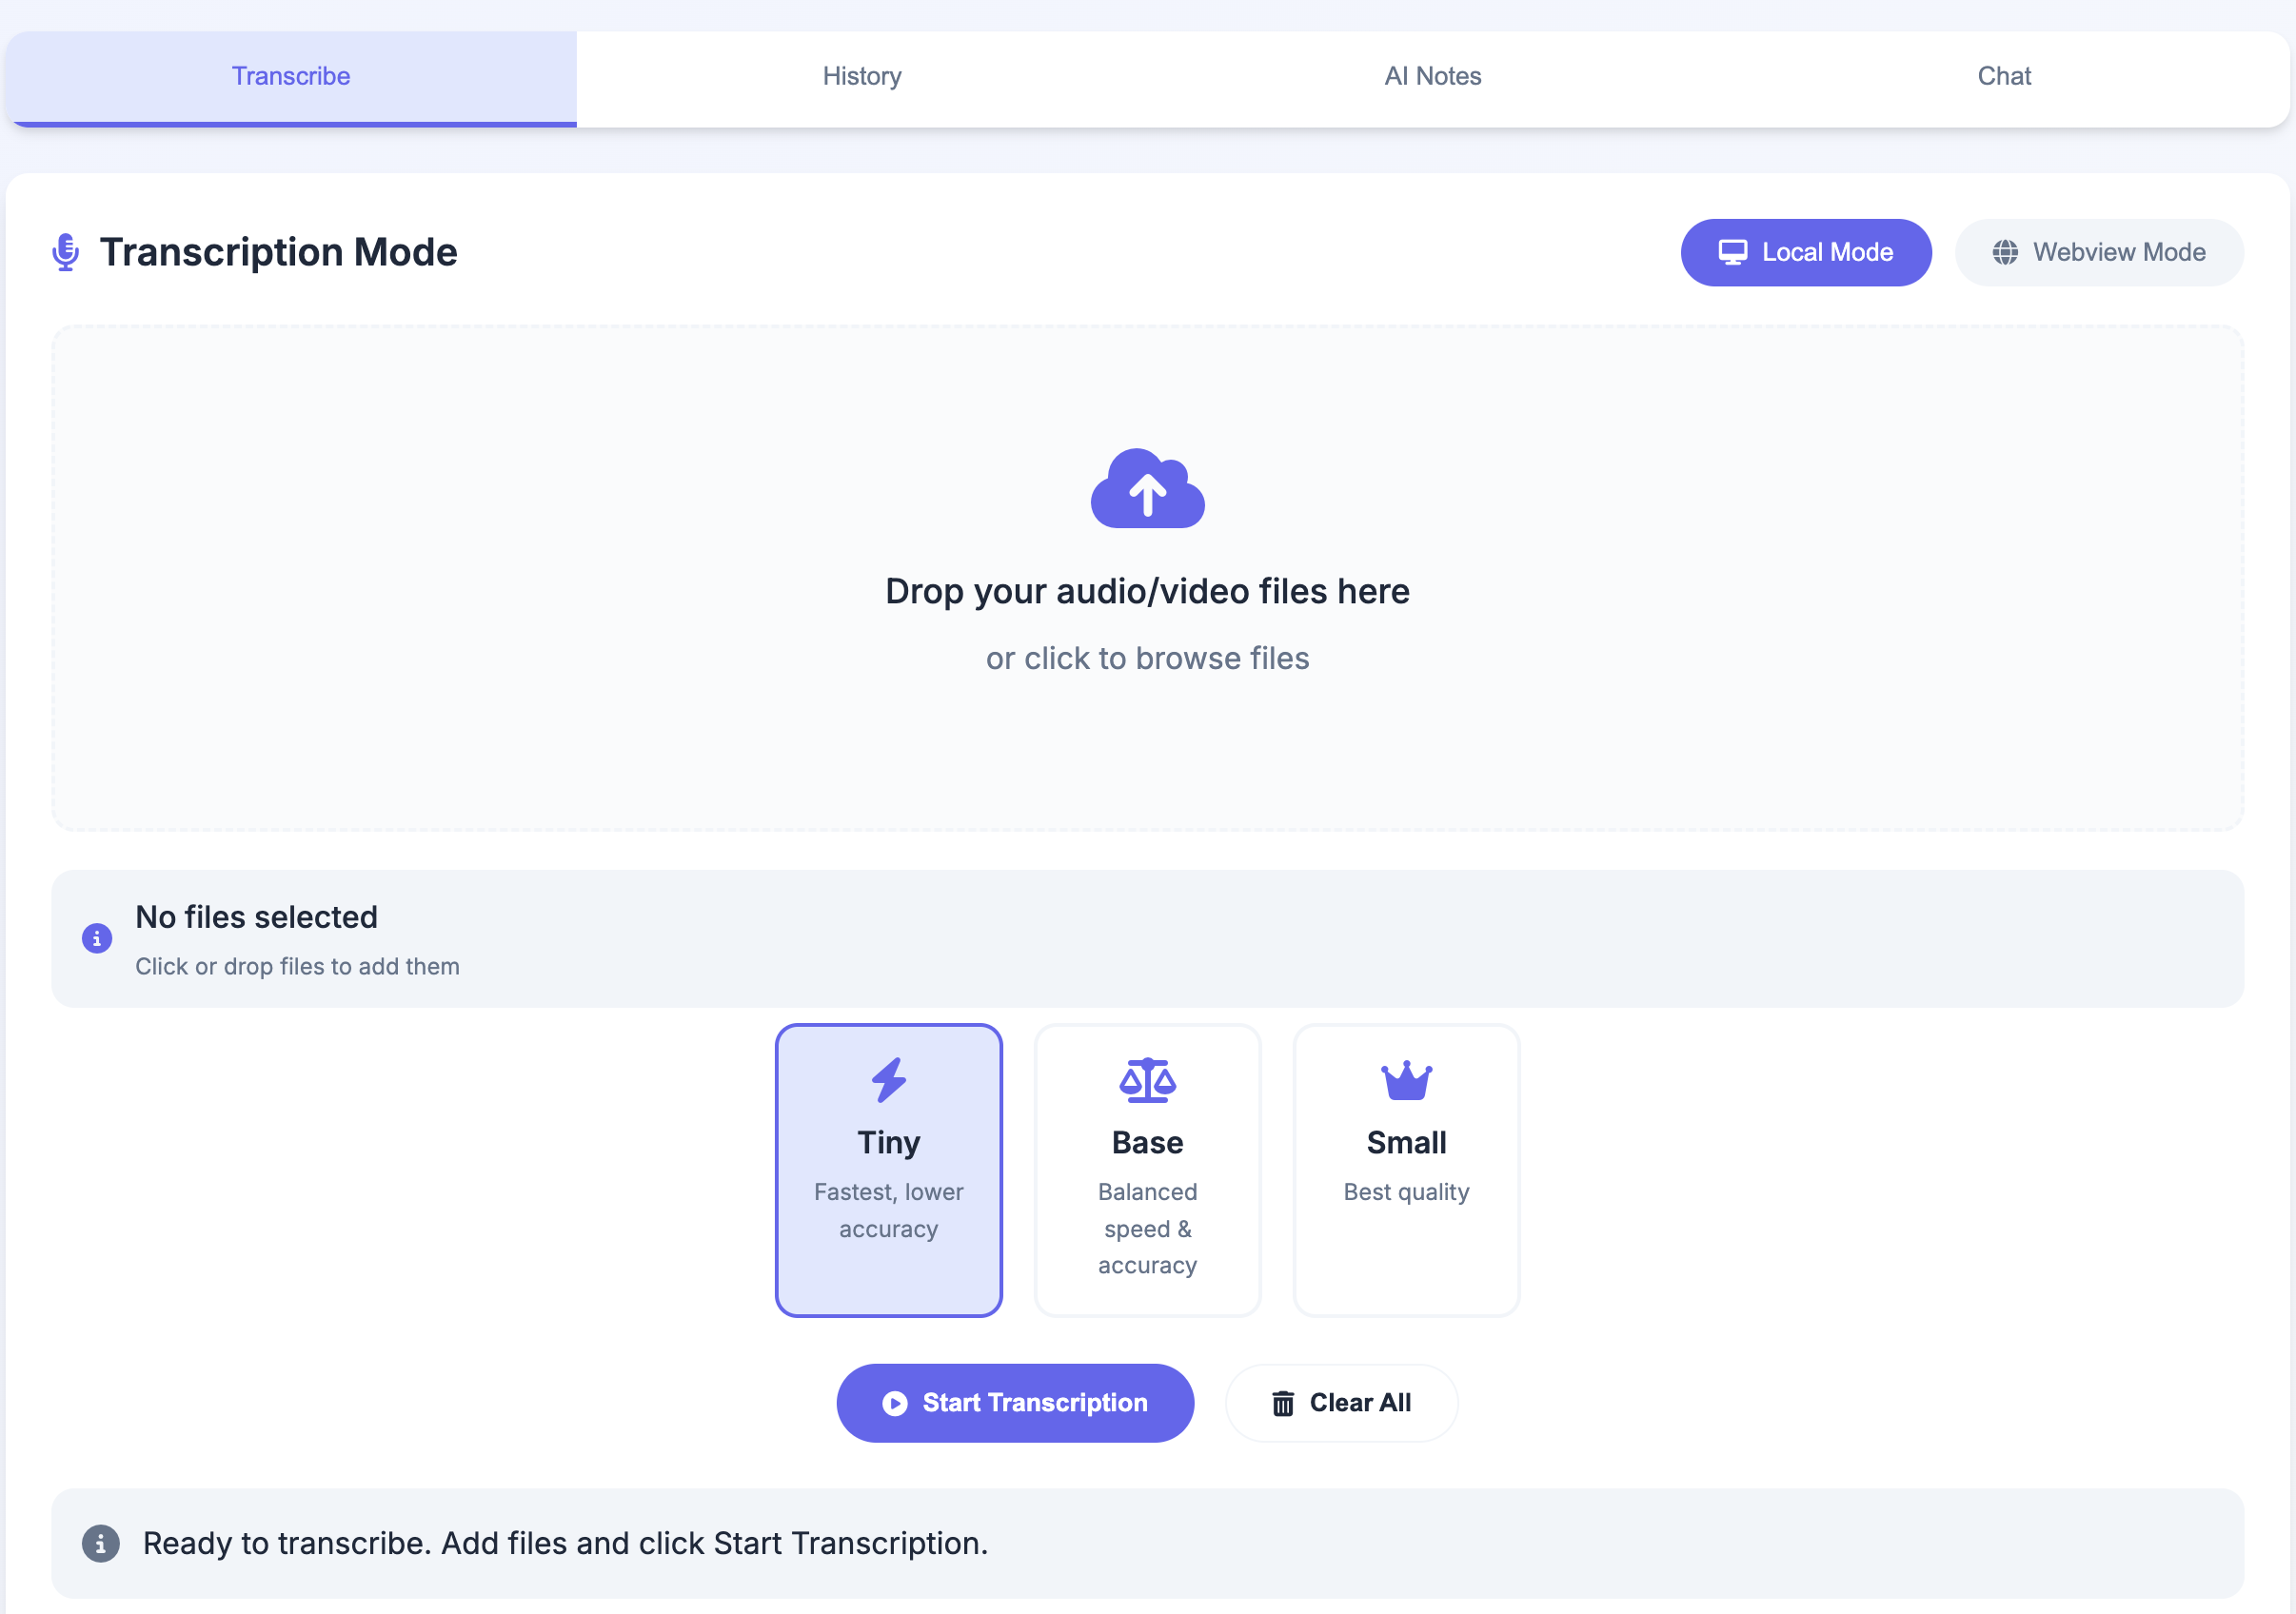 Transcribe
History
AI Notes
Chat
Transcription Mode
Local Mode
Webview Mode
Drop your audio/video files here
or click to browse files
No files selected
Click or drop files to add them
Tiny
Fastest, lower
accuracy
Base
Balanced
speed &
accuracy
Small
Best quality
Start Transcription
Clear All
Ready to transcribe. Add files and click Start Transcription.